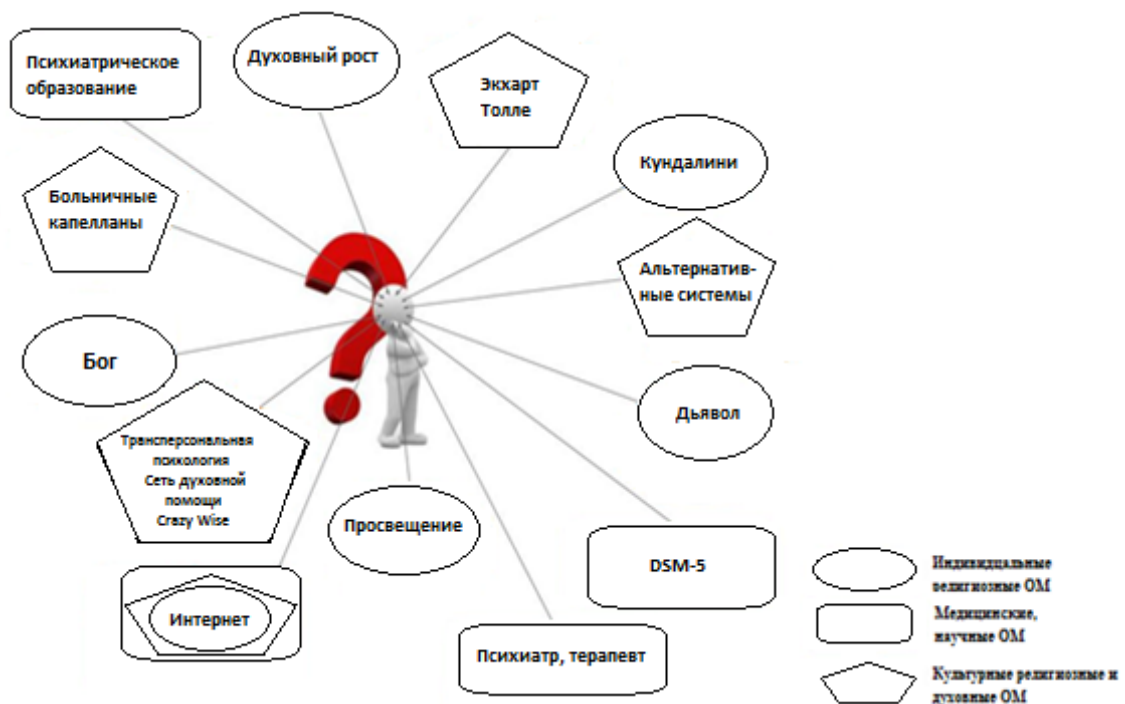 Психиатрическое
образование
Духовный рост
Экхарт
Толле
Кундалини
Больничные
капелланы
Альтернатив-
ные системы
Бог
Дьявол
Трансперсональная
психология
Сеть духовной
помощи
Crazy Wise
Просвещение
DSM-5
Интернет
Психиатр, терапевт
Индивидцальные
религиозные ОМ
Медицинские,
научные ОМ
Культурные религиозные и
духовные ОМ